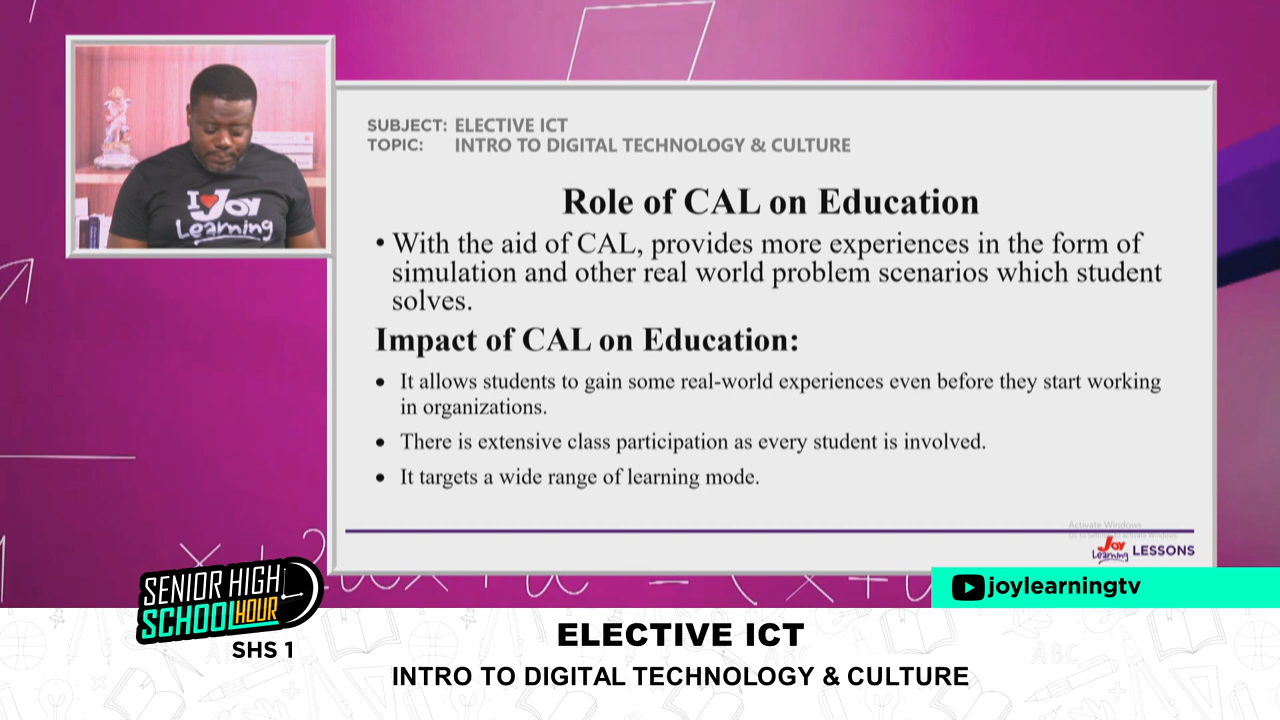 I ♥ Joy
Learning
SUBJECT: ELECTIVE ICT
TOPIC: INTRO TO DIGITAL TECHNOLOGY & CULTURE
Role of CAL on Education
• With the aid of CAL, provides more experiences in the form of
simulation and other real world problem scenarios which student
solves.
Impact of CAL on Education:
• It allows students to gain some real-world experiences even before they start working
in organizations.
• There is extensive class participation as every student is involved.
• It targets a wide range of learning mode.
Activate Windows
Joy
Learning LESSONS
joylearningtv
SENIOR HIGH
SCHOOL HOUR
SHS 1
ELECTIVE ICT
INTRO TO DIGITAL TECHNOLOGY & CULTURE
ABC